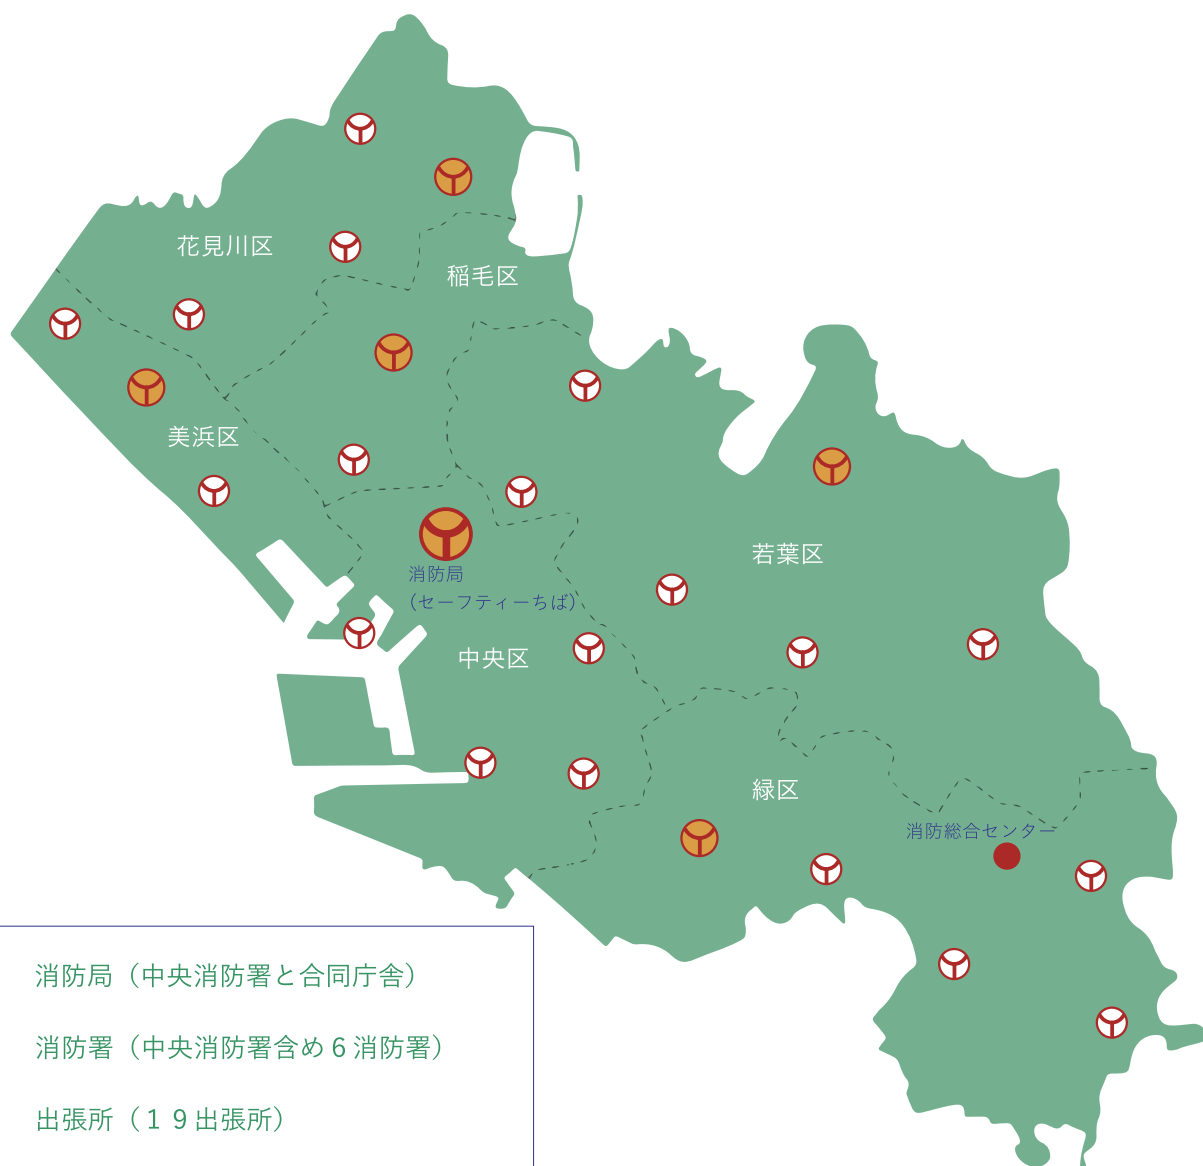 花見川区
稲毛区
美浜区
消防局
（セーフティーちば）
若葉区
中央区
緑区
消防総合センター
消防局（中央消防署と合同庁舎）
消防署（中央消防署含め６消防署）
出張所（１９出張所）